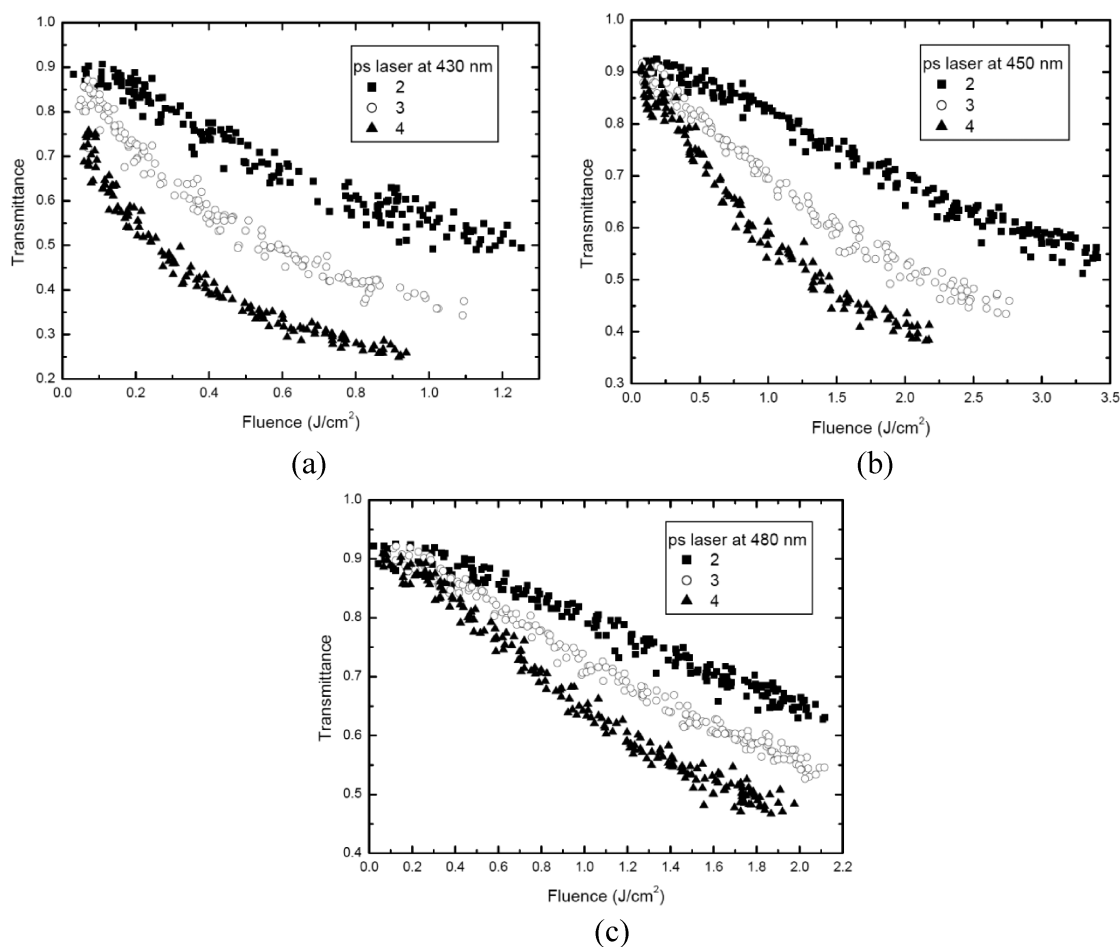 1.0
0.9
0.8
0.7
0.6
0.5
0.4
0.3
0.2
Transmittance
ps laser at 430 nm
2
3
4
0.0 0.2 0.4 0.6 0.8 1.0 1.2
Fluence (J/cm²)
(a)
1.0
0.9
0.8
0.7
0.6
0.5
0.4
0.3
Transmittance
ps laser at 450 nm
2
3
4
0.0 0.5 1.0 1.5 2.0 2.5 3.0 3.5
Fluence (J/cm²)
(b)
1.0
0.9
0.8
0.7
0.6
0.5
0.4
Transmittance
ps laser at 480 nm
2
3
4
0.0 0.2 0.4 0.6 0.8 1.0 1.2 1.4 1.6 1.8 2.0 2.2
Fluence (J/cm²)
(c)